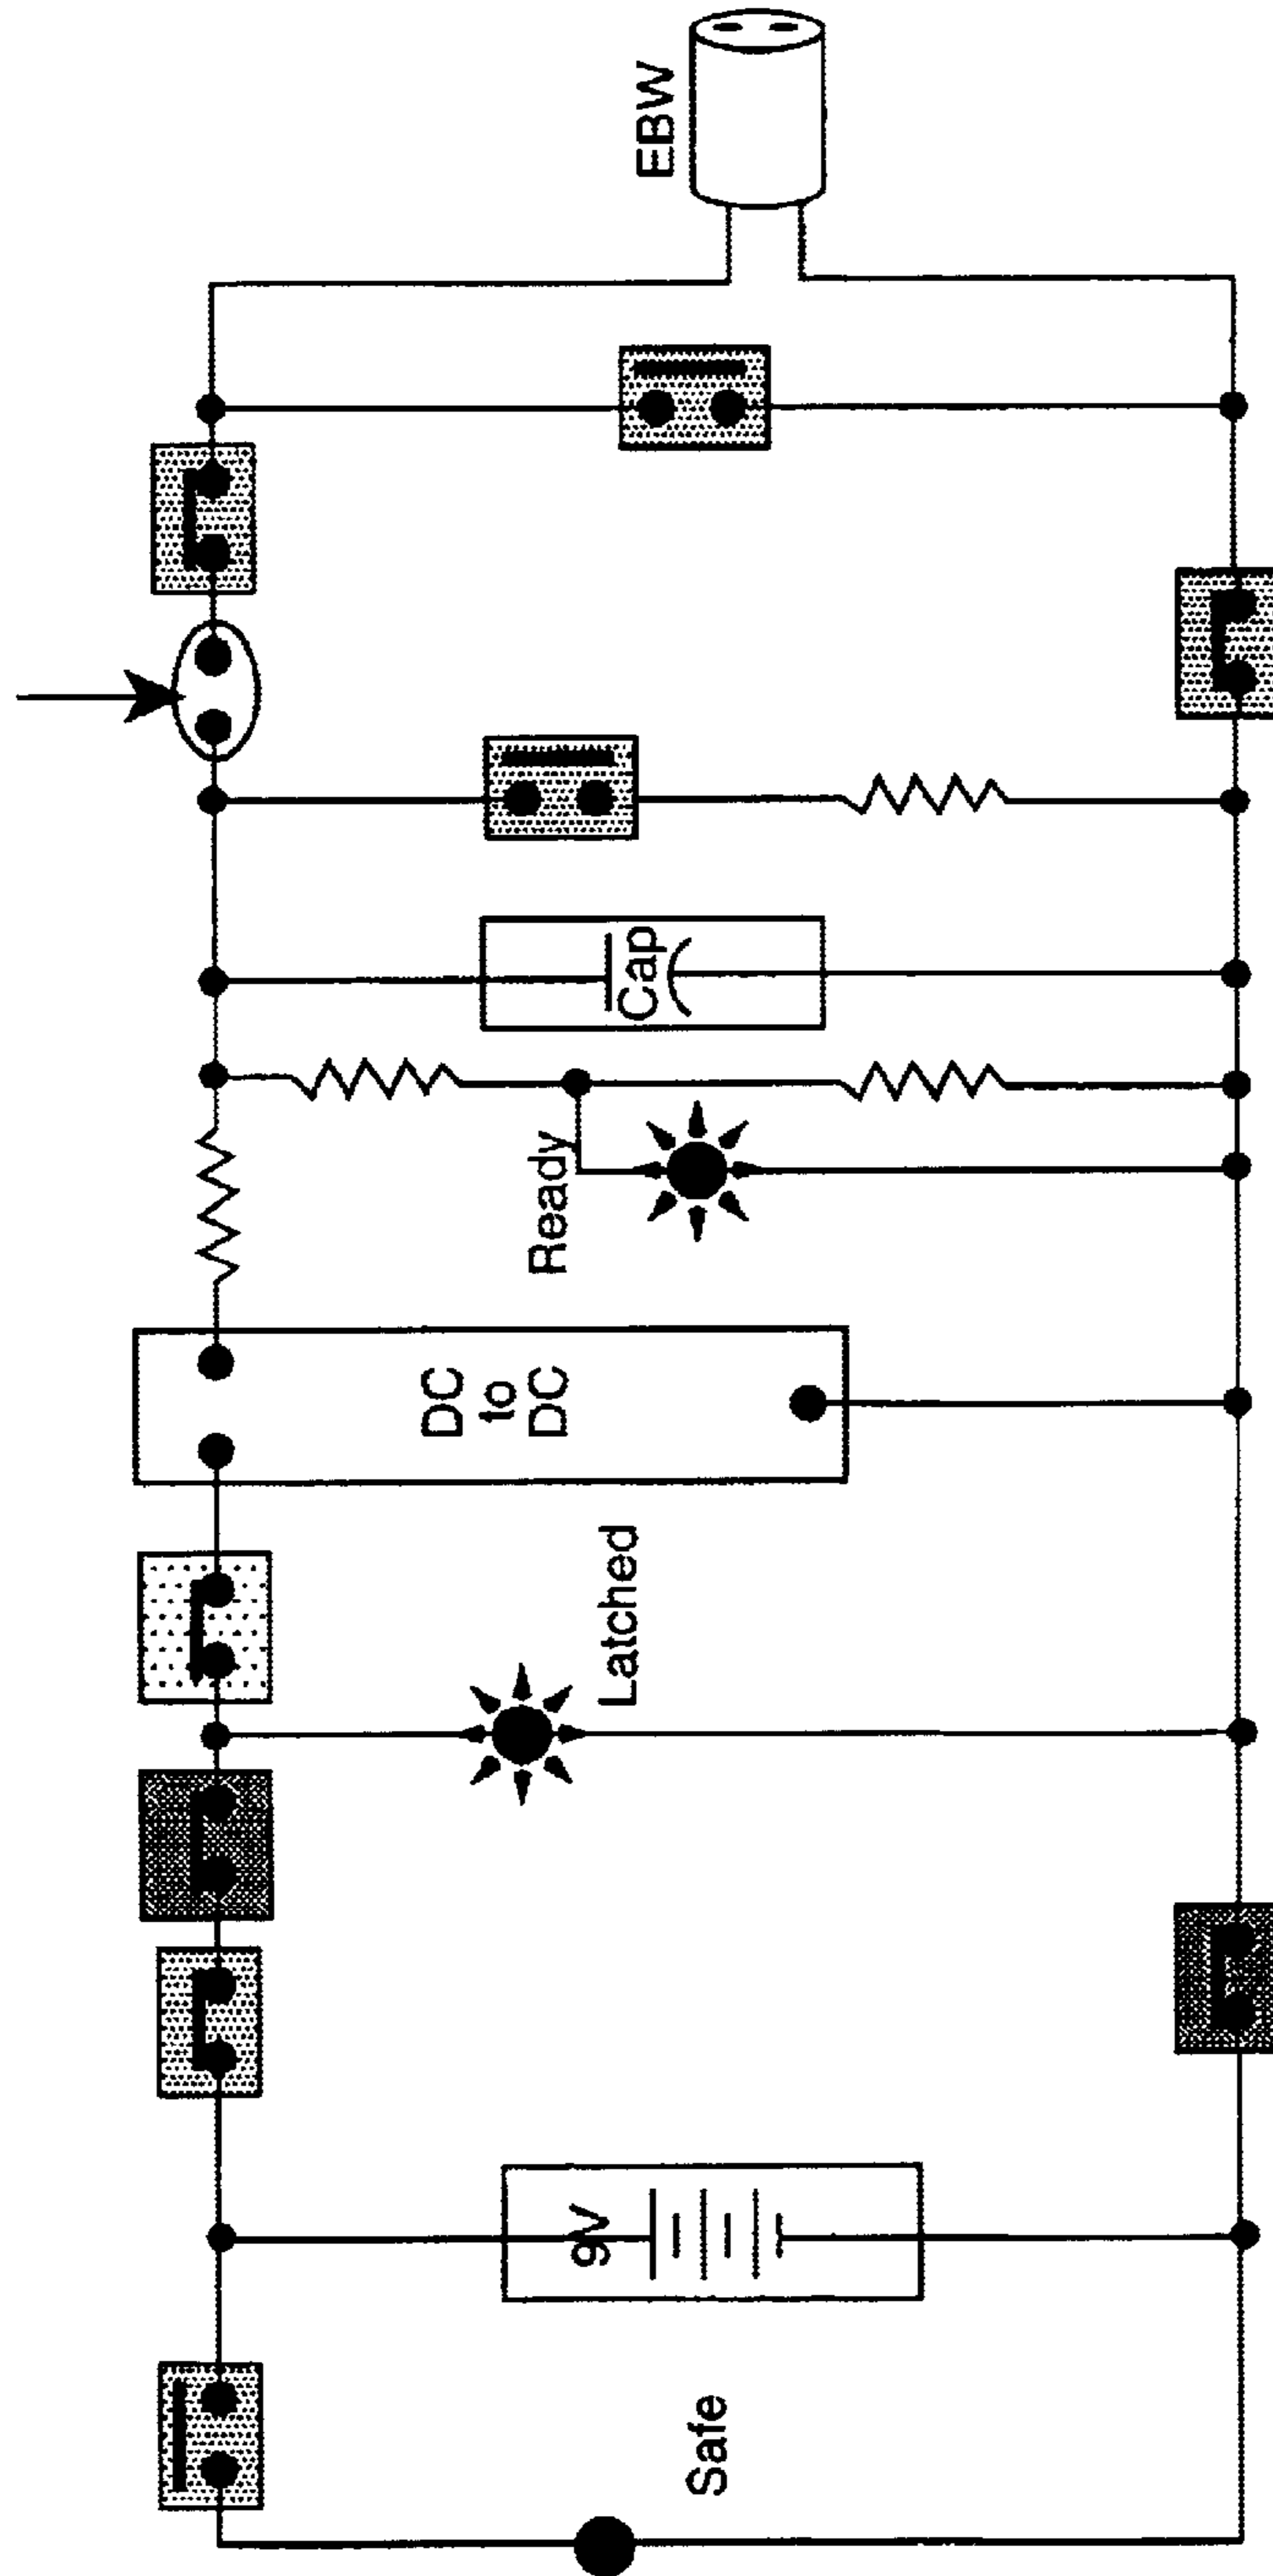 Safe
9V
Latched
DC
to
DC
Ready
Cap
EBW